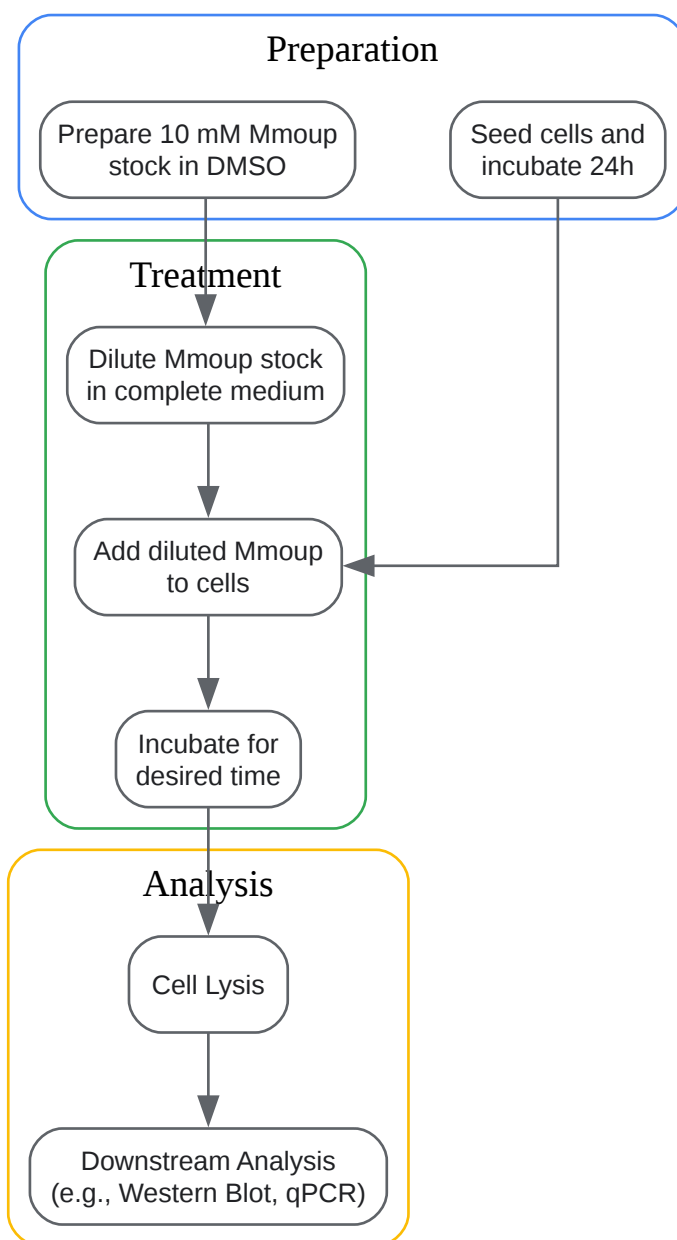 Preparation
Prepare 10 mM Mmoup
stock in DMSO
Seed cells and
incubate 24h
Treatment
Dilute Mmoup stock
in complete medium
Add diluted Mmoup
to cells
Incubate for
desired time
Analysis
Cell Lysis
Downstream Analysis
(e.g., Western Blot, qPCR)